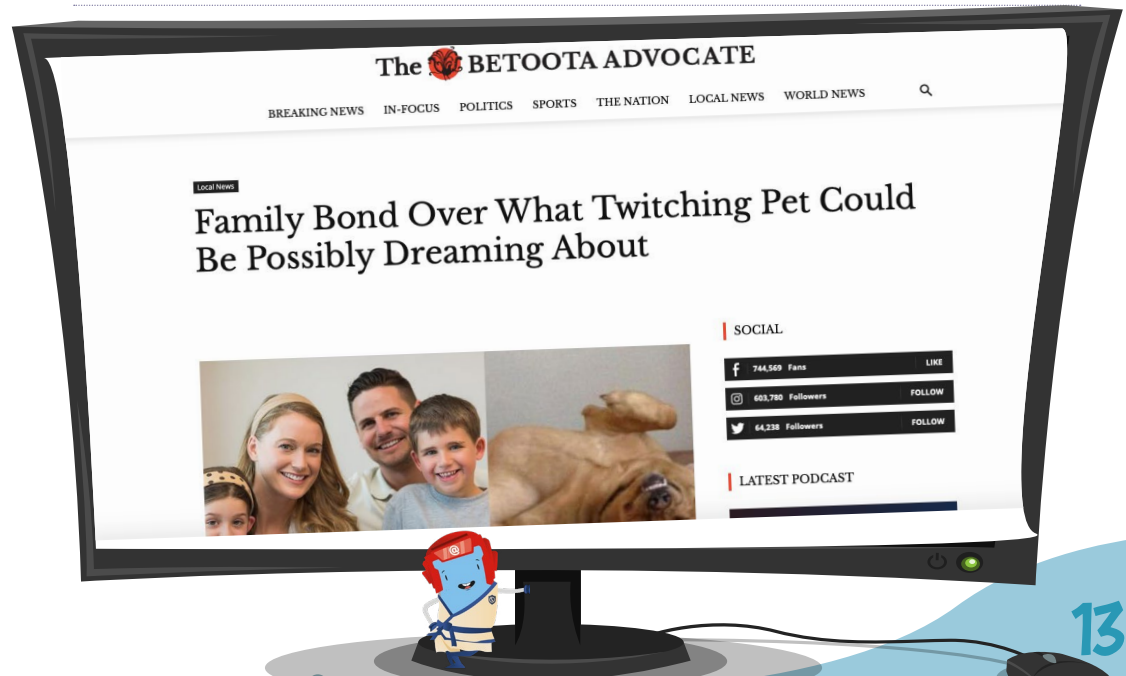 The BETOOTA ADVOCATE
BREAKING NEWS IN-FOCUS POLITICS SPORTS THE NATION LOCAL NEWS WORLD NEWS
Local News
Family Bond Over What Twitching Pet Could
Be Possibly Dreaming About
SOCIAL
744,569 Fans LIKE
603,780 Followers FOLLOW
64,238 Followers FOLLOW
LATEST PODCAST
@
13